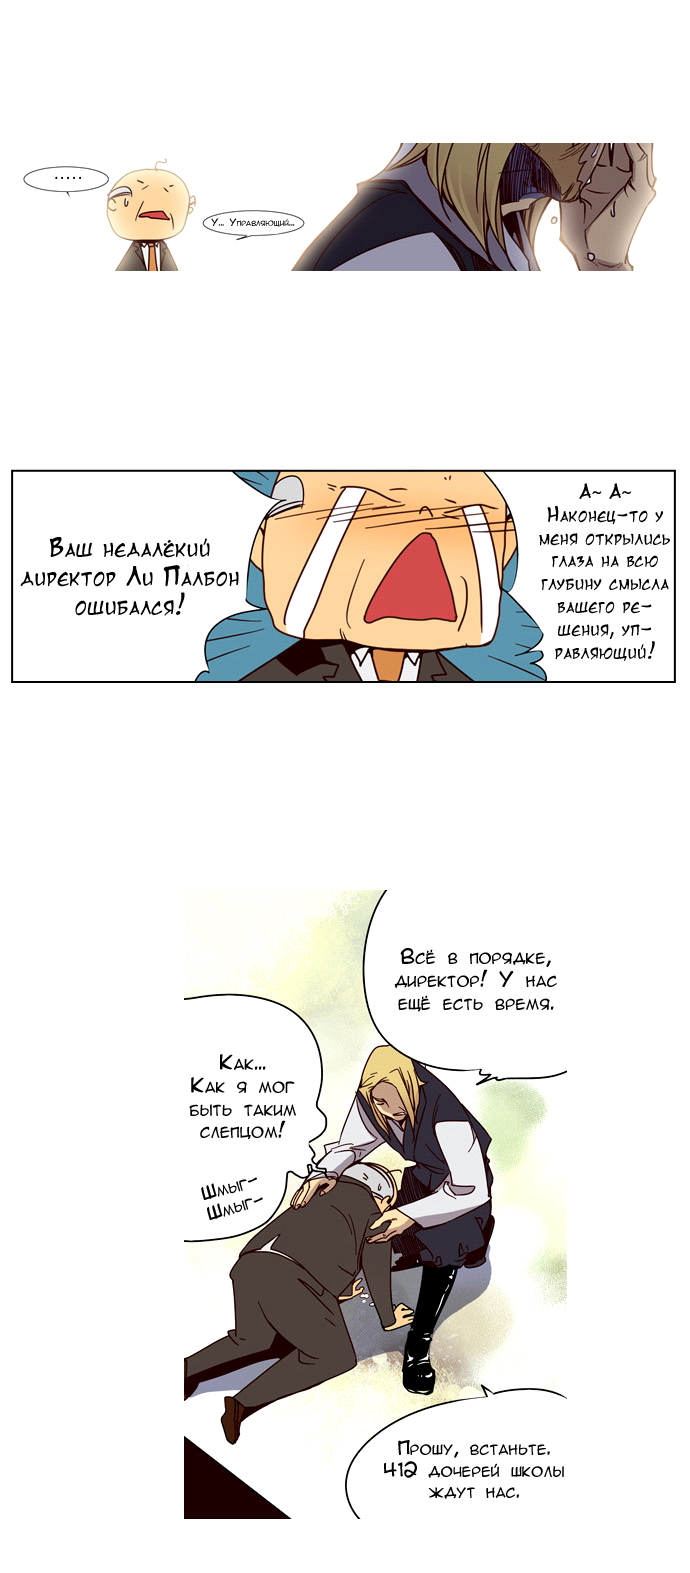 .....
У... Управляющий...
Ваш недалёкий
директор Ли Палбон
ошибался!
А~ А~
Наконец-то у
меня открылись
глаза на всю
глубину смысла
вашего ре-
шения, уп-
равляющий!
Всё в порядке,
директор! У нас
ещё есть время.
Как...
Как я мог
быть таким
слепцом!
Шмыг-
Шмыг-
Прошу, встаньте.
412 дочерей школы
ждут нас.